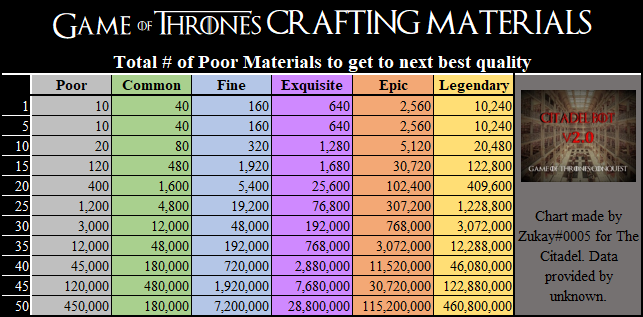 GAME OF THRONES CRAFTING MATERIALS
Total # of Poor Materials to get to next best quality
Poor Common Fine Exquisite Epic Legendary
1 10 40 160 640 2,560 10,240
5 10 40 160 640 2,560 10,240
10 20 80 320 1,280 5,120 20,480
15 120 480 1,920 1,680 30,720 122,800
20 400 1,600 5,400 25,600 102,400 409,600
25 1,200 4,800 19,200 76,800 307,200 1,228,800
30 3,000 12,000 48,000 192,000 768,000 3,072,000
35 12,000 48,000 192,000 768,000 3,072,000 12,288,000
40 45,000 180,000 720,000 2,880,000 11,520,000 46,080,000
45 120,000 480,000 1,920,000 7,680,000 30,720,000 122,880,000
50 450,000 180,000 7,200,000 28,800,000 115,200,000 460,800,000
CITADEL BOT
V2.0
GAME OF THRONES:CONQUEST
Chart made by
Zukay#0005 for The
Citadel. Data
provided by
unknown.